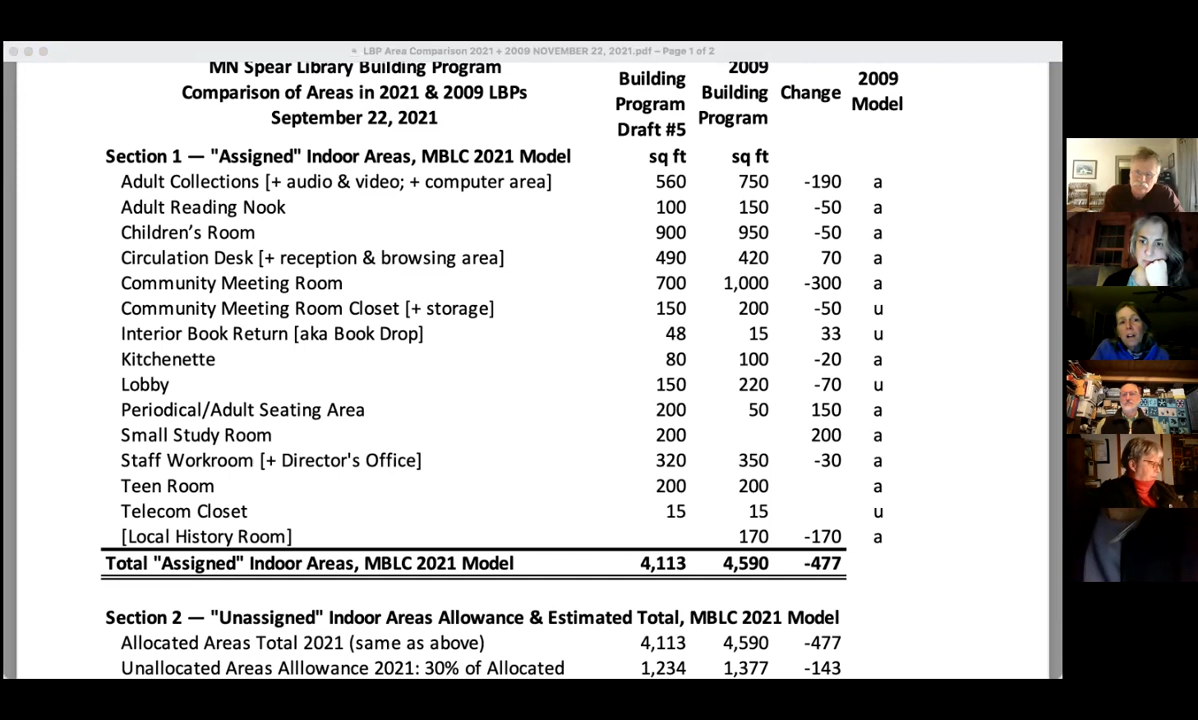 LBP Area Comparison 2021 + 2009 NOVEMBER 22, 2021.pdf – Page 1 of 2
MN Spear Library Building Program
Comparison of Areas in 2021 & 2009 LBPs
September 22, 2021
Building Program Draft #5
2009 Building Program
Change
2009 Model
Section 1 — "Assigned" Indoor Areas, MBLC 2021 Model sq ft sq ft
Adult Collections [+ audio & video; + computer area] 560 750 -190 a
Adult Reading Nook 100 150 -50 a
Children’s Room 900 950 -50 a
Circulation Desk [+ reception & browsing area] 490 420 70 a
Community Meeting Room 700 1,000 -300 a
Community Meeting Room Closet [+ storage] 150 200 -50 u
Interior Book Return [aka Book Drop] 48 15 33 u
Kitchenette 80 100 -20 a
Lobby 150 220 -70 u
Periodical/Adult Seating Area 200 50 150 a
Small Study Room 200 200 a
Staff Workroom [+ Director's Office] 320 350 -30 a
Teen Room 200 200 a
Telecom Closet 15 15 u
[Local History Room] 170 -170 a
Total "Assigned" Indoor Areas, MBLC 2021 Model 4,113 4,590 -477
Section 2 — "Unassigned" Indoor Areas Allowance & Estimated Total, MBLC 2021 Model
Allocated Areas Total 2021 (same as above) 4,113 4,590 -477
Unallocated Areas Alllowance 2021: 30% of Allocated 1,234 1,377 -143